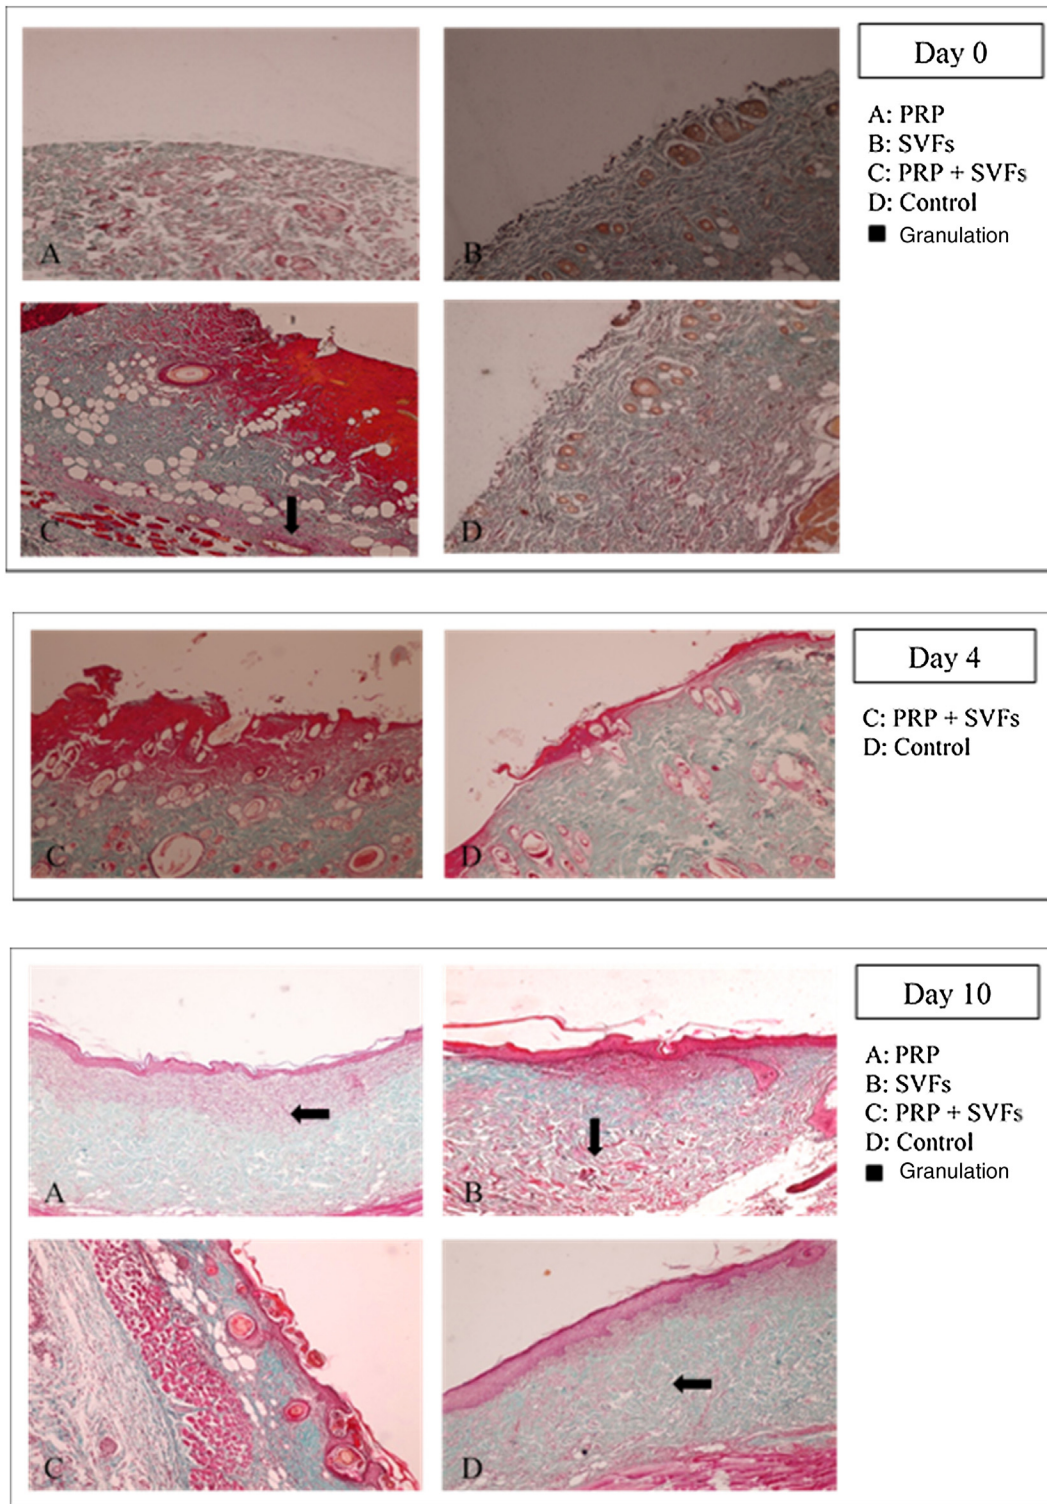 Day 0
A: PRP
B: SVFs
C: PRP + SVFs
D: Control
Granulation
A
B
C
D
Day 4
C: PRP + SVFs
D: Control
C
D
Day 10
A: PRP
B: SVFs
C: PRP + SVFs
D: Control
Granulation
A
B
C
D